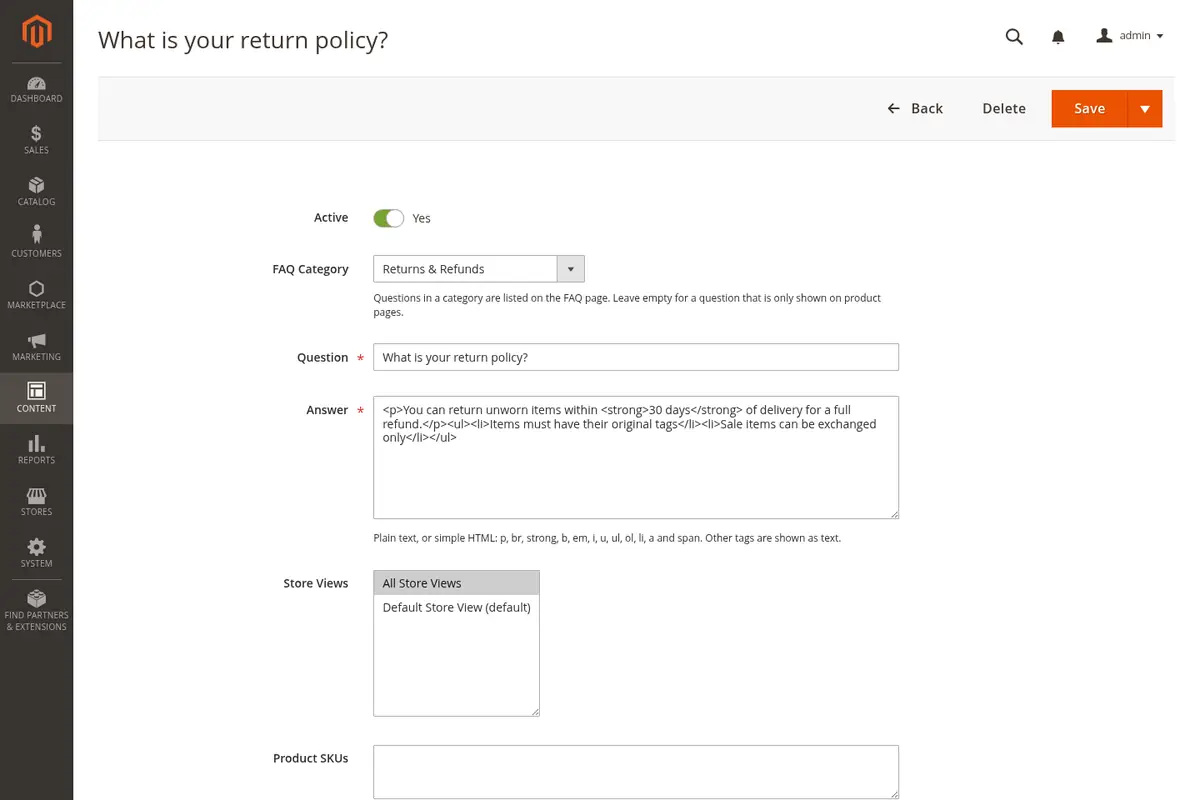 What is your return policy?
admin
DASHBOARD
SALES
CATALOG
CUSTOMERS
MARKETPLACE
MARKETING
CONTENT
REPORTS
STORES
SYSTEM
FIND PARTNERS
& EXTENSIONS
Back
Delete
Save
Active
Yes
FAQ Category
Returns & Refunds
Questions in a category are listed on the FAQ page. Leave empty for a question that is only shown on product
pages.
Question *
What is your return policy?
Answer *
<p>You can return unworn items within <strong>30 days</strong> of delivery for a full
refund.</p><ul><li>Items must have their original tags</li><li>Sale items can be exchanged
only</li></ul>
Plain text, or simple HTML: p, br, strong, b, em, i, u, ul, ol, li, a and span. Other tags are shown as text.
Store Views
All Store Views
Default Store View (default)
Product SKUs